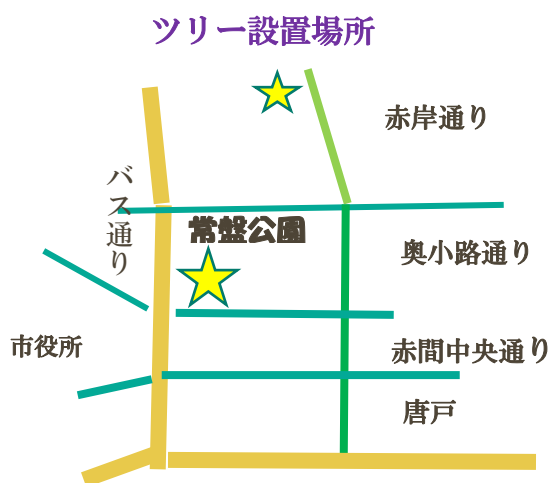 ツリー設置場所
赤岸通り
バス通り
常盤公園
奥小路通り
市役所
赤間中央通り
唐戸